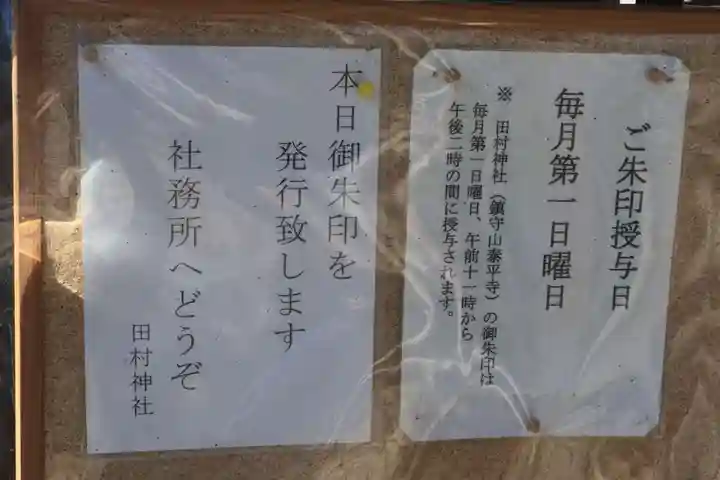 ご朱印授与日
毎月第一日曜日
※ 田村神社（鎮守山泰平寺）の御朱印は
毎月第一日曜日、午前十一時から
午後二時の間に授与されます。
本日御朱印を
発行致します
社務所へどうぞ
田村神社